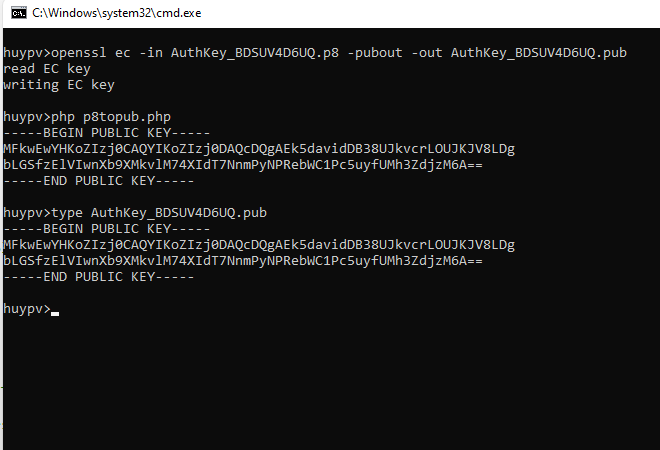 C:\Windows\system32\cmd.exe
huypv>openssl ec -in AuthKey_BDSUV4D6UQ.p8 -pubout -out AuthKey_BDSUV4D6UQ.pub
read EC key
writing EC key
huypv>php p8topub.php
-----BEGIN PUBLIC KEY-----
MFkwEwYHKoZIzj0CAQYIKoZIzj0DAQcDQgAEk5davidDB38UJkvcrLOUJKJV8LDg
bLGSfzElVIwnXb9XMkvlM74XIdT7NnmPyNPRebWC1Pc5uyfUMh3ZdjzM6A==
-----END PUBLIC KEY-----
huypv>type AuthKey_BDSUV4D6UQ.pub
-----BEGIN PUBLIC KEY-----
MFkwEwYHKoZIzj0CAQYIKoZIzj0DAQcDQgAEk5davidDB38UJkvcrLOUJKJV8LDg
bLGSfzElVIwnXb9XMkvlM74XIdT7NnmPyNPRebWC1Pc5uyfUMh3ZdjzM6A==
-----END PUBLIC KEY-----
huypv>